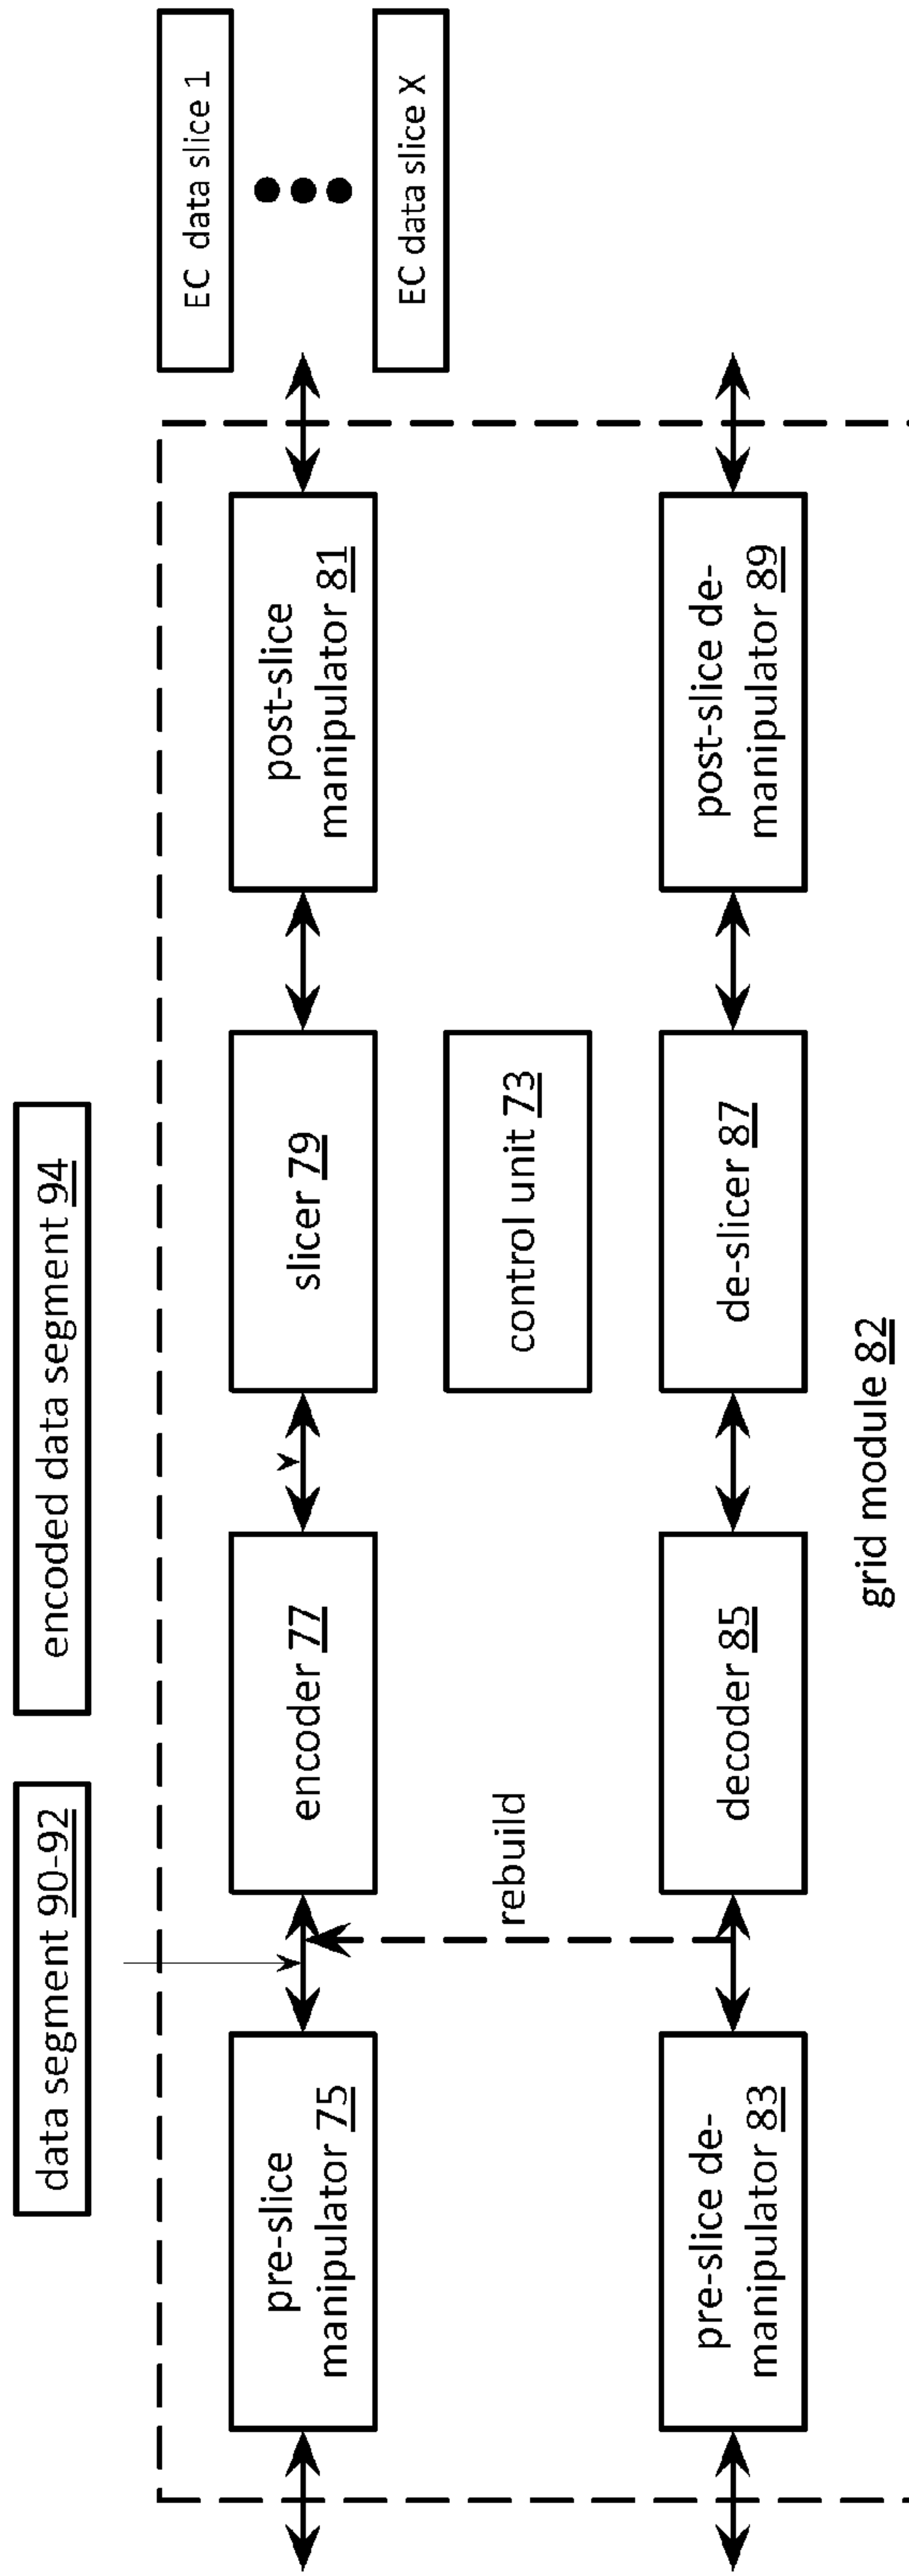 data segment 90-92
encoded data segment 94
pre-slice
manipulator 75
encoder 77
slicer 79
post-slice
manipulator 81
EC data slice 1
EC data slice X
rebuild
control unit 73
pre-slice de-
manipulator 83
decoder 85
de-slicer 87
post-slice de-
manipulator 89
grid module 82